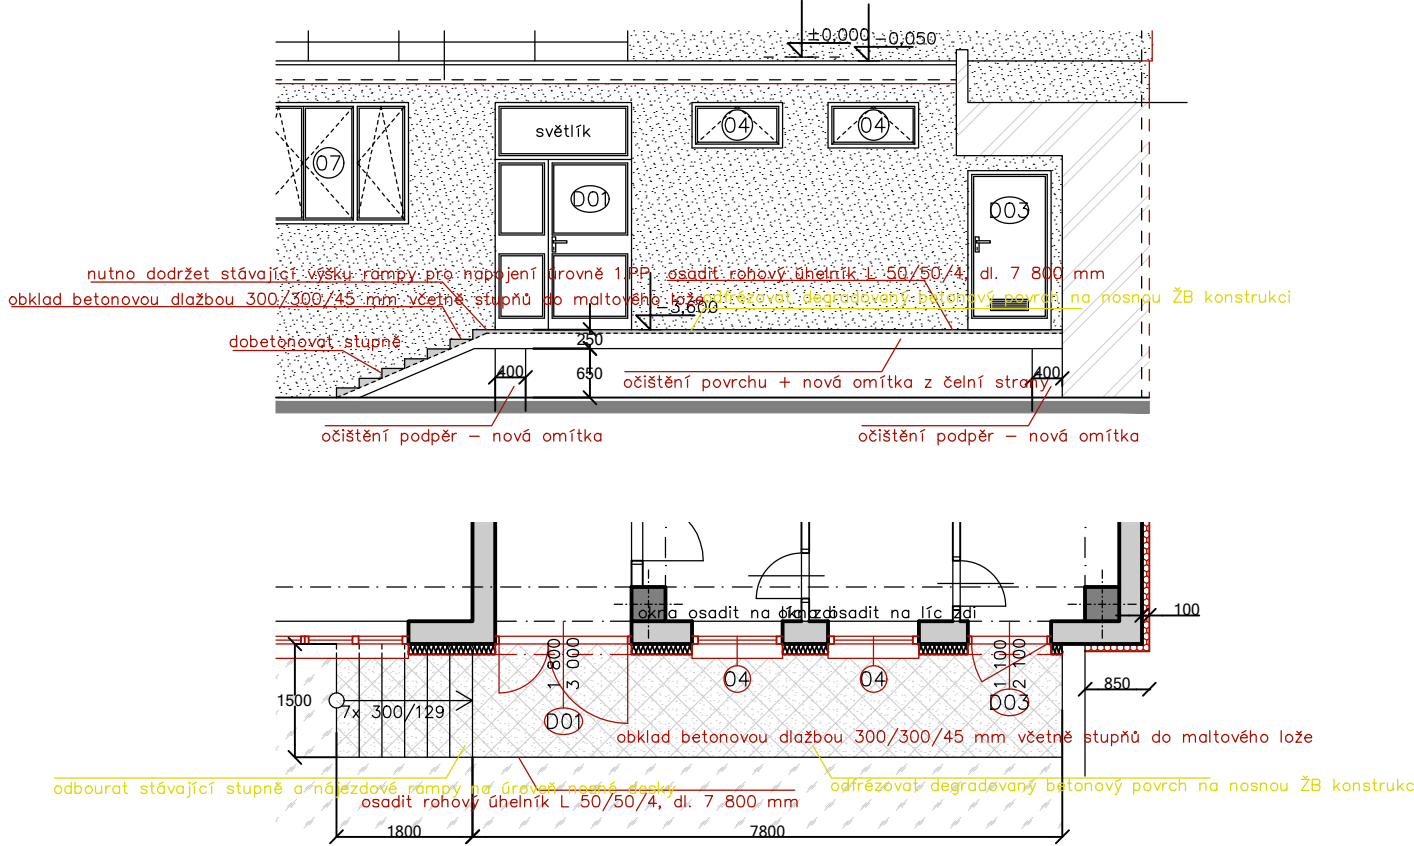 ±0,000
-0,050
světlík
04
04
07
D01
D03
nutno dodržet stávající výšku rampy pro napojení úrovně 1.PP
osadit rohový úhelník L 50/50/4, dl. 7 800 mm
obklad betonovou dlažbou 300/300/45 mm včetně stupňů do maltového lože
odfrézovat degradovaný betonový povrch na nosnou ŽB konstrukci
-3,600
dobetonovat stupně
250
400
650
očištění povrchu + nová omítka z čelní strany
400
očištění podpěr – nová omítka
očištění podpěr – nová omítka
okna osadit na líc zdi
okna osadit na líc zdi
100
1 800
3 000
1 100
2 100
04
04
850
1500
7x 300/129
D01
D03
obklad betonovou dlažbou 300/300/45 mm včetně stupňů do maltového lože
odbourat stávající stupně a nájezdové rampy na úroveň nosné desky
odfrézovat degradovaný betonový povrch na nosnou ŽB konstrukc
osadit rohový úhelník L 50/50/4, dl. 7 800 mm
1800
7800